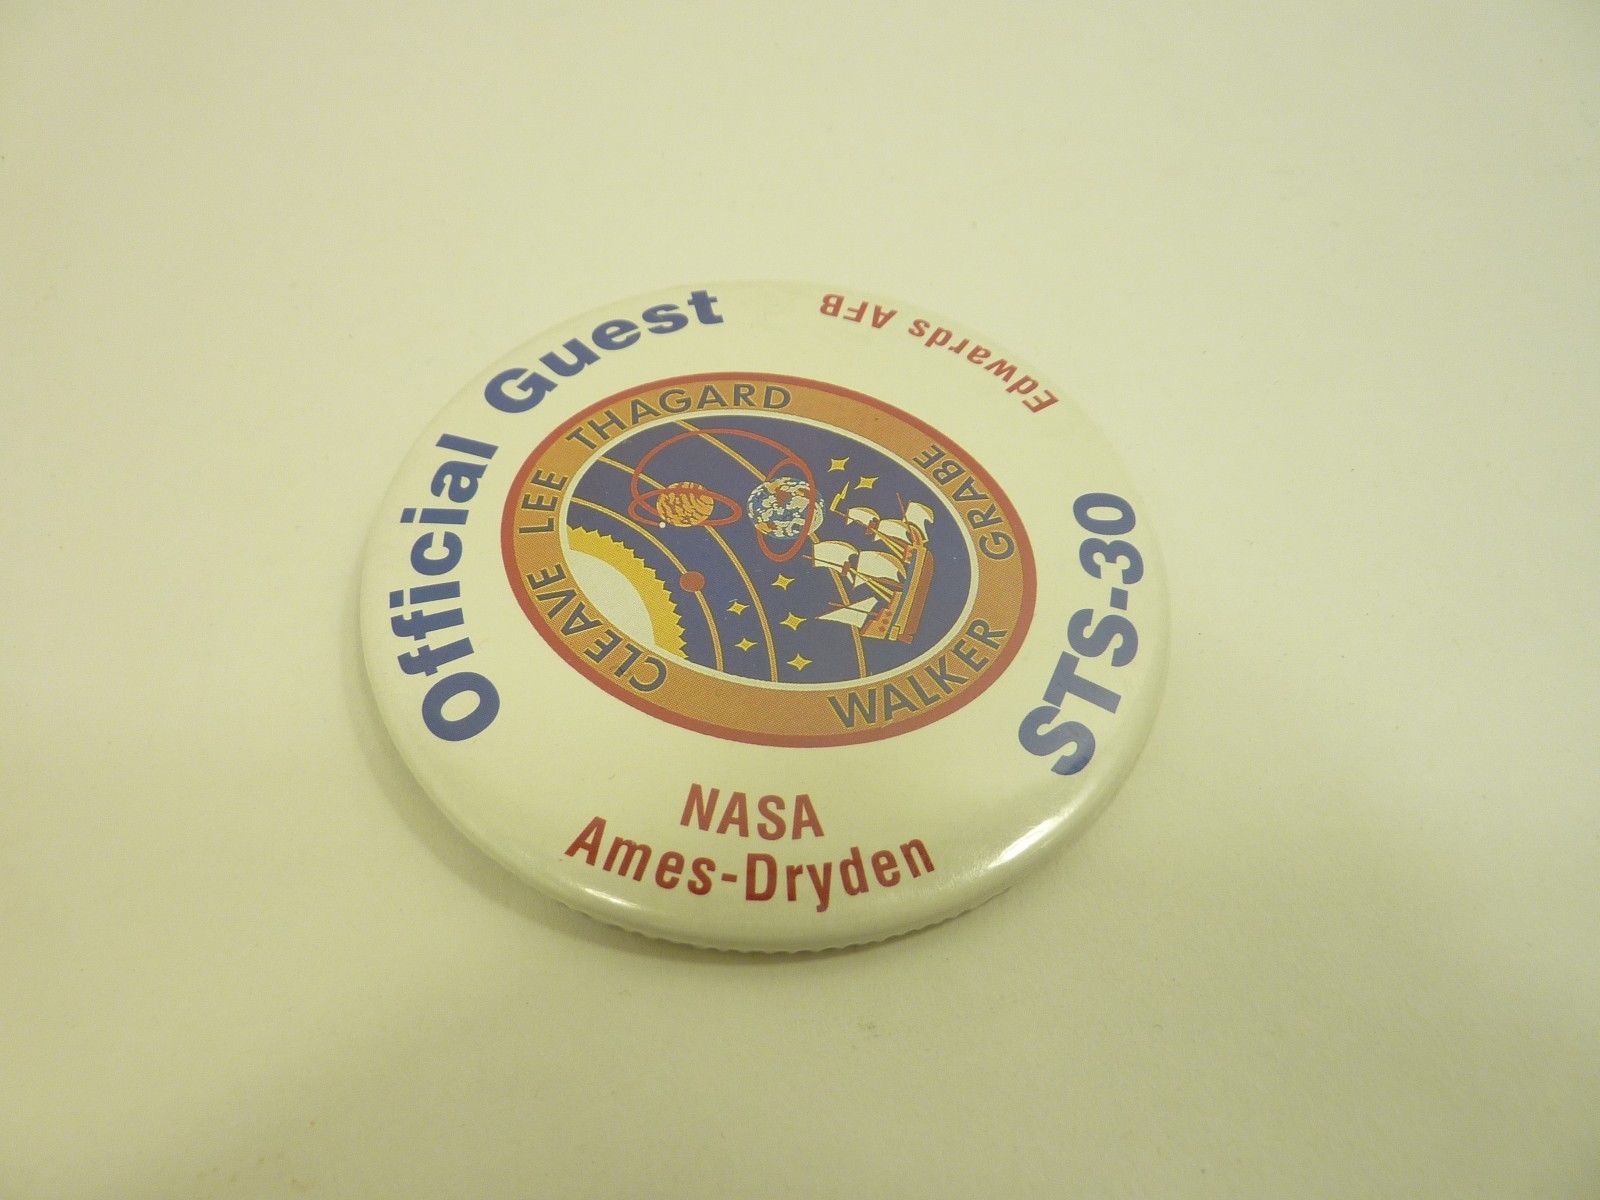 Official Guest
Edwards AFB
STS-30
NASA
Ames-Dryden
CLEAVE LEE THAGARD
WALKER GRABE